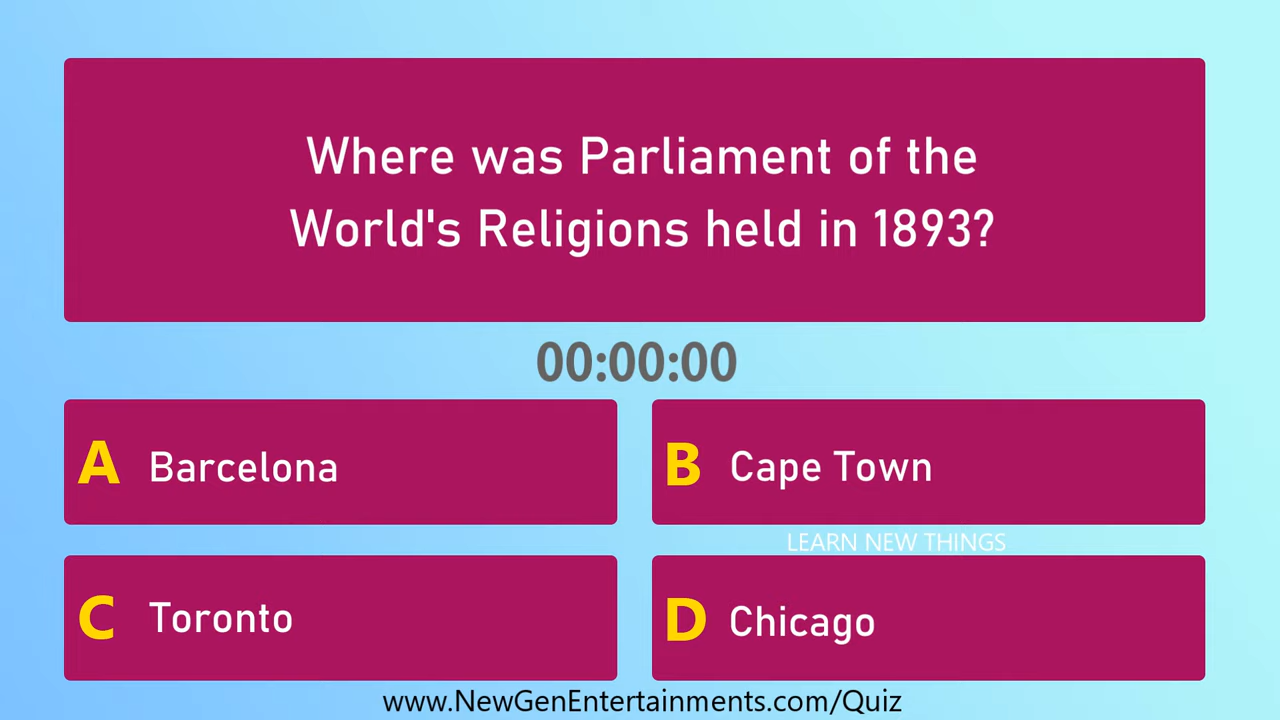 Where was Parliament of the
World's Religions held in 1893?
00:00:00
A Barcelona
B Cape Town
LEARN NEW THINGS
C Toronto
D Chicago
www.NewGenEntertainments.com/Quiz